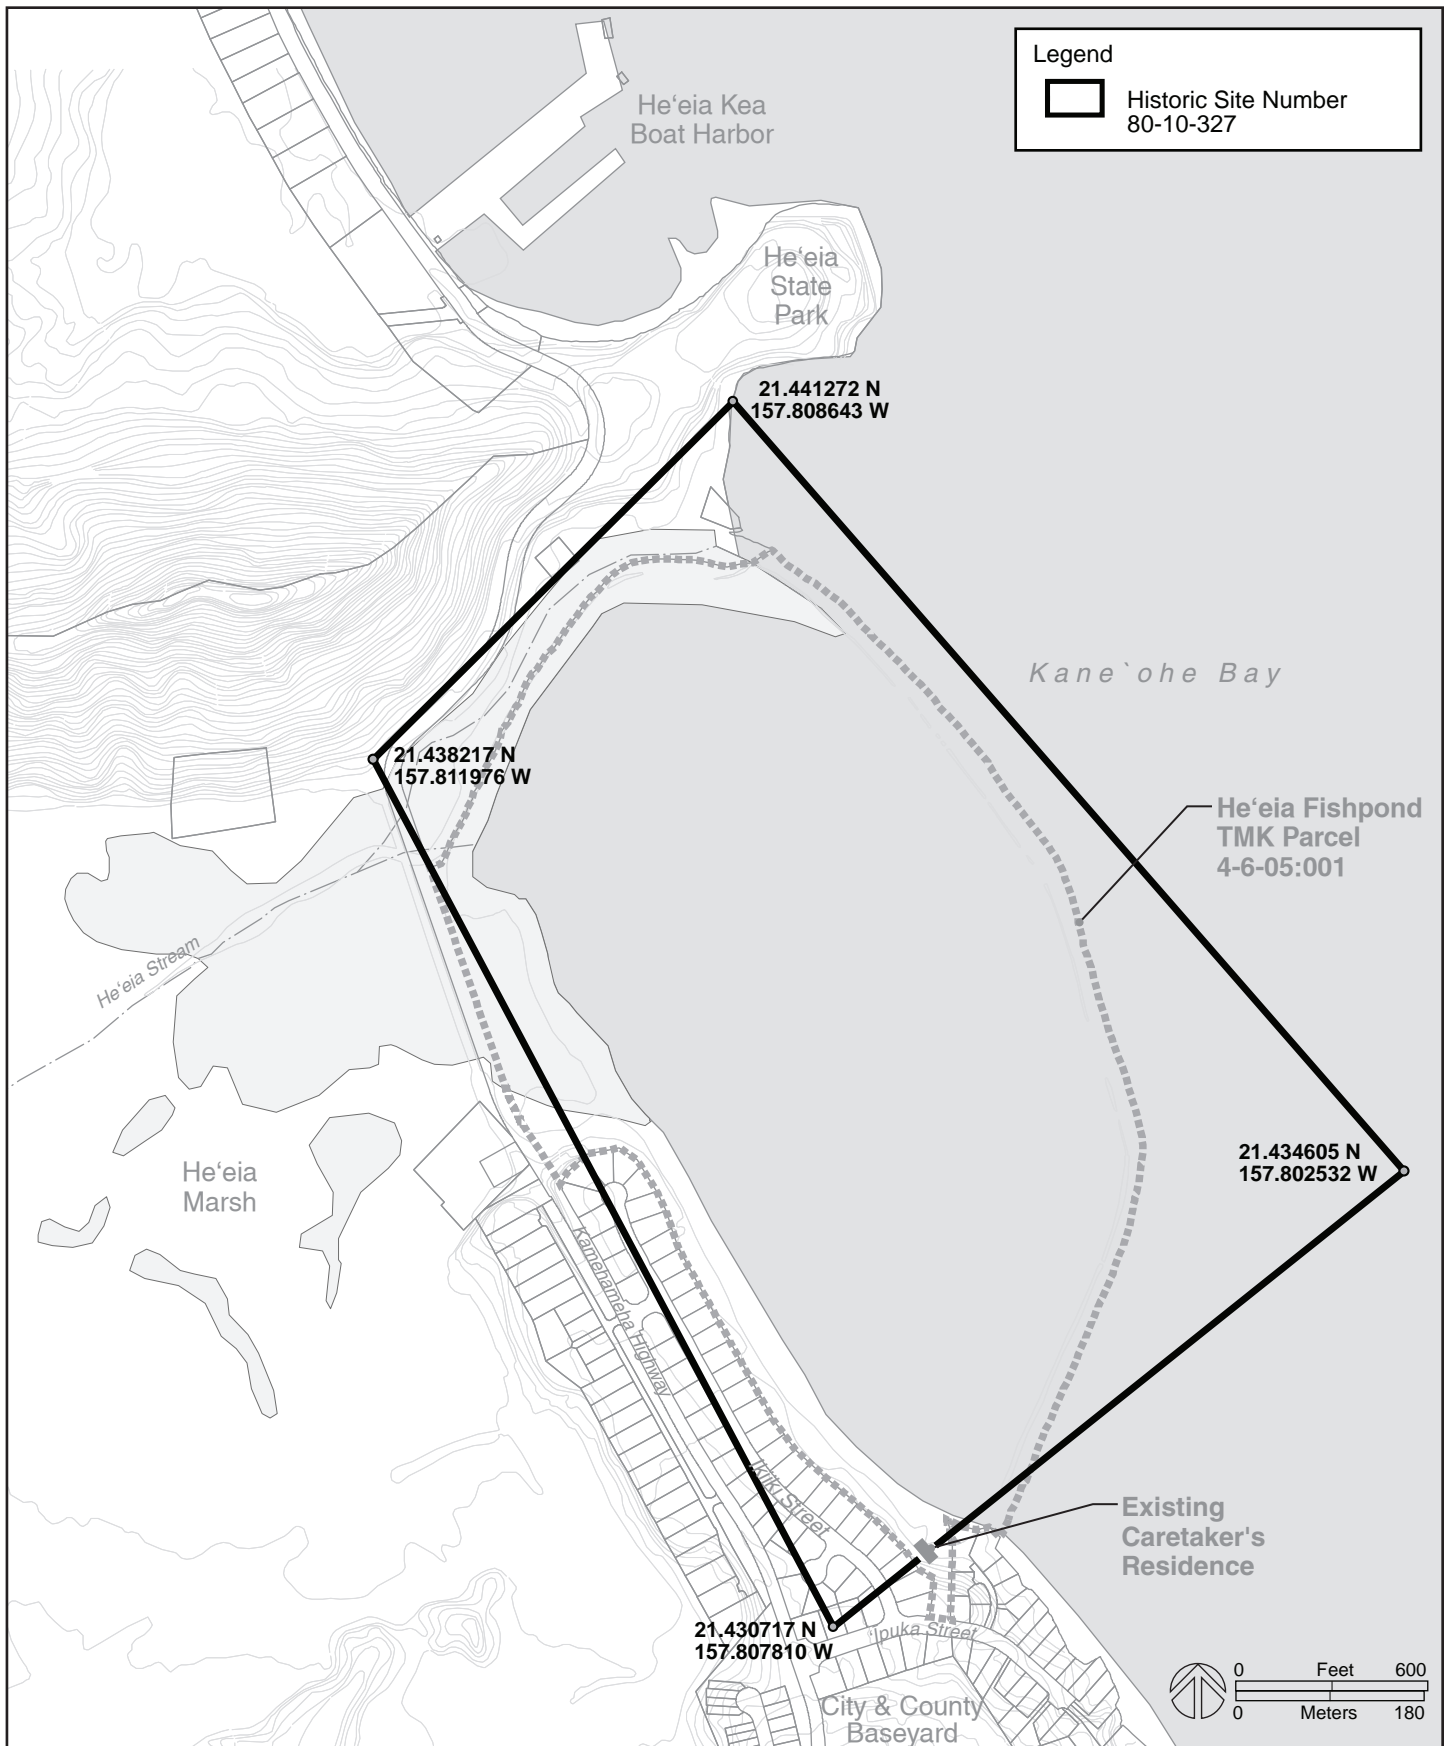 Legend
Historic Site Number
80-10-327
He‘eia Kea
Boat Harbor
He‘eia
State
Park
21.441272 N
157.808643 W
Kane`ohe Bay
21.438217 N
157.811976 W
He‘eia Fishpond
TMK Parcel
4-6-05:001
He‘eia Stream
He‘eia
Marsh
21.434605 N
157.802532 W
Kamehameha Highway
‘Ikiiki Street
Existing
Caretaker's
Residence
21.430717 N
157.807810 W
‘Ipuka Street
City & County
Baseyard
0 Feet 600
0 Meters 180